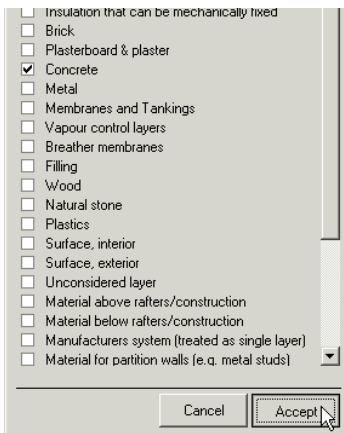 Insulation that can be mechanically fixed
Brick
Plasterboard & plaster
Concrete
Metal
Membranes and Tankings
Vapour control layers
Breather membranes
Filling
Wood
Natural stone
Plastics
Surface, interior
Surface, exterior
Unconsidered layer
Material above rafters/construction
Material below rafters/construction
Manufacturers system (treated as single layer)
Material for partition walls (e.g. metal studs)
Cancel Accept